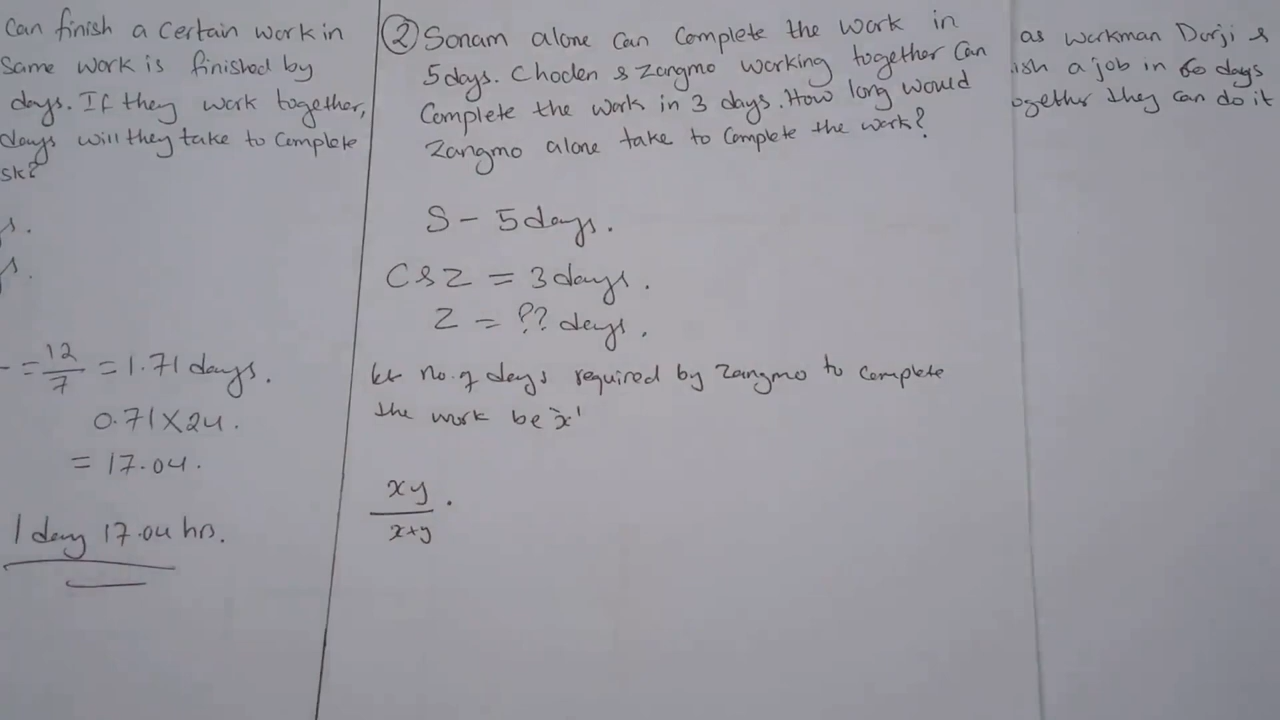 can finish a certain work in
same work is finished by
days. If they work together,
days will they take to complete
sk?
s.
s.
= 12/7 = 1.71 days.
0.71 X 24.
= 17.04.
1 day 17.04 hrs.
② Sonam alone can complete the work in
5 days. Choden & Zangmo working together can
complete the work in 3 days. How long would
Zangmo alone take to complete the work?
S - 5 days.
C & Z = 3 days.
Z = ?? days.
let no. of days required by Zangmo to complete
the work be 'x'
xy
x+y .
as workman Dorji &
ish a job in 60 days
ogether they can do it